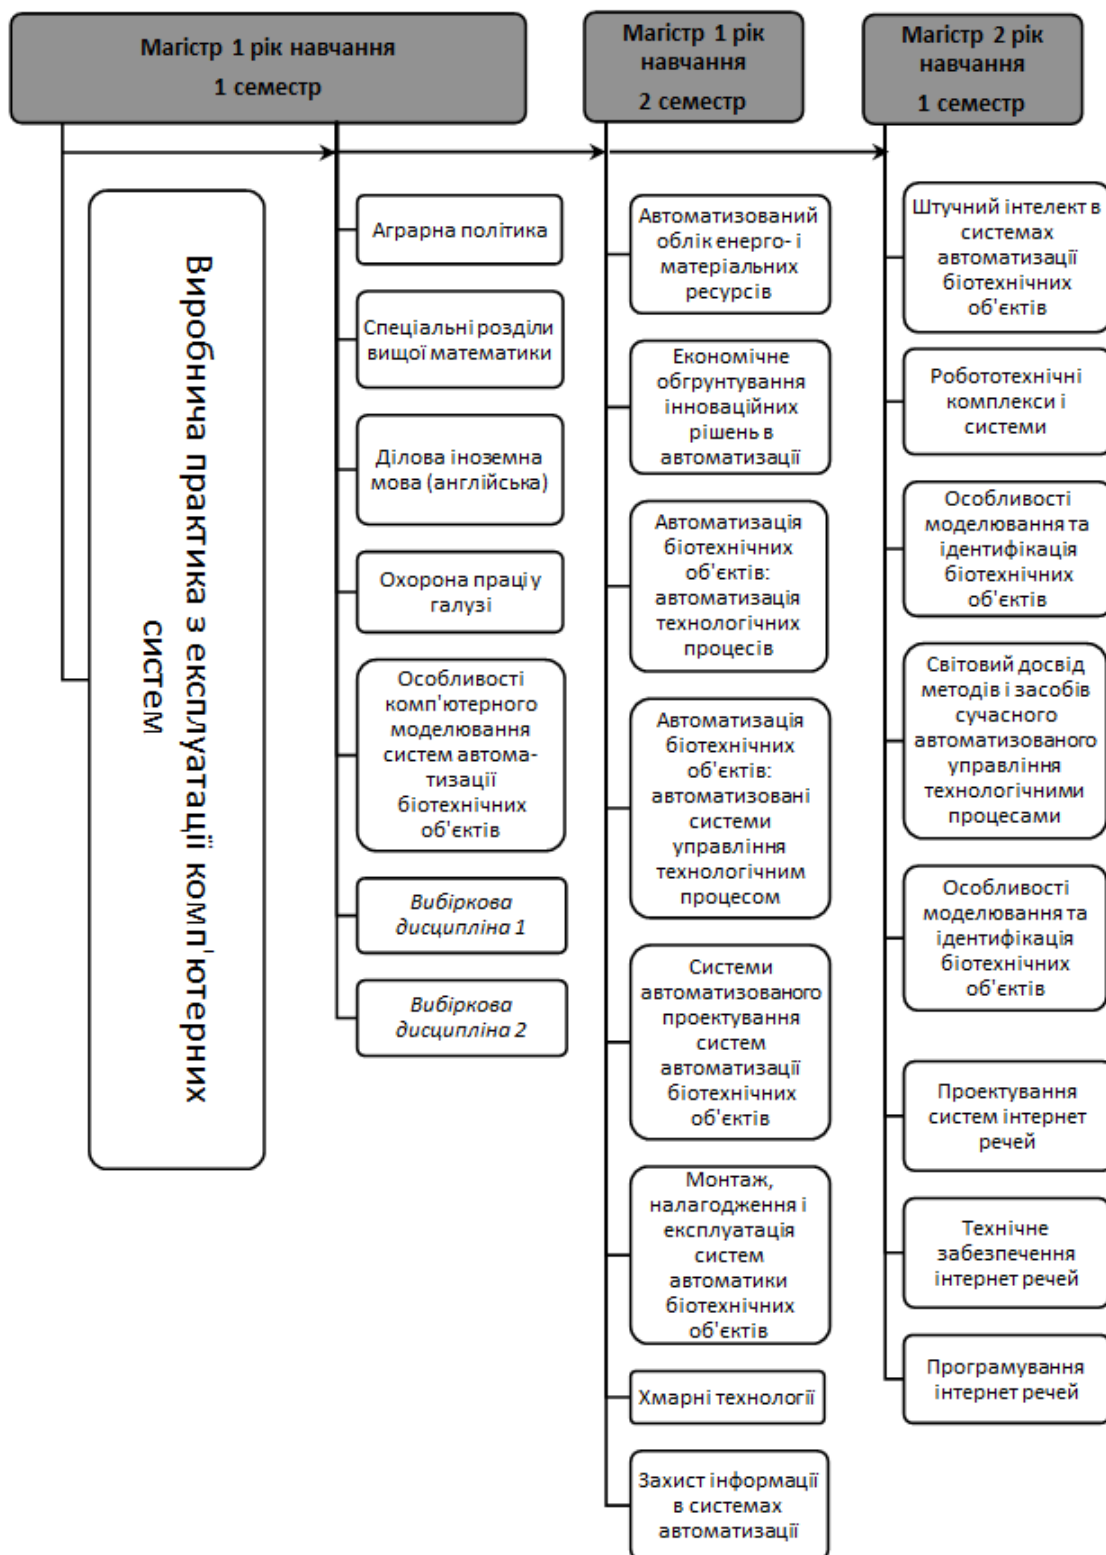 Магістр 1 рік навчання
1 семестр
Магістр 1 рік
навчання
2 семестр
Магістр 2 рік
навчання
1 семестр
Виробнича практика з експлуатації комп'ютерних
систем
Аграрна політика
Спеціальні розділи
вищої математики
Ділова іноземна
мова (англійська)
Охорона праці у
галузі
Особливості
комп'ютерного
моделювання
систем автома-
тизації
біотехнічних
об'єктів
Вибіркова
дисципліна 1
Вибіркова
дисципліна 2
Автоматизований
облік енерго- і
матеріальних
ресурсів
Економічне
обгрунтування
інноваційних
рішень в
автоматизації
Автоматизація
біотехнічних
об'єктів:
автоматизація
технологічних
процесів
Автоматизація
біотехнічних
об'єктів:
автоматизовані
системи
управління
технологічним
процесом
Системи
автоматизованого
проектування
систем
автоматизації
біотехнічних
об'єктів
Монтаж,
налагодження і
експлуатація
систем
автоматики
біотехнічних
об'єктів
Хмарні технології
Захист інформації
в системах
автоматизації
Штучний інтелект в
системах
автоматизації
біотехнічних
об'єктів
Робототехнічні
комплекси і
системи
Особливості
моделювання та
ідентифікація
біотехнічних
об'єктів
Світовий досвід
методів і засобів
сучасного
автоматизованого
управління
технологічними
процесами
Особливості
моделювання та
ідентифікація
біотехнічних
об'єктів
Проектування
систем інтернет
речей
Технічне
забезпечення
інтернет речей
Програмування
інтернет речей